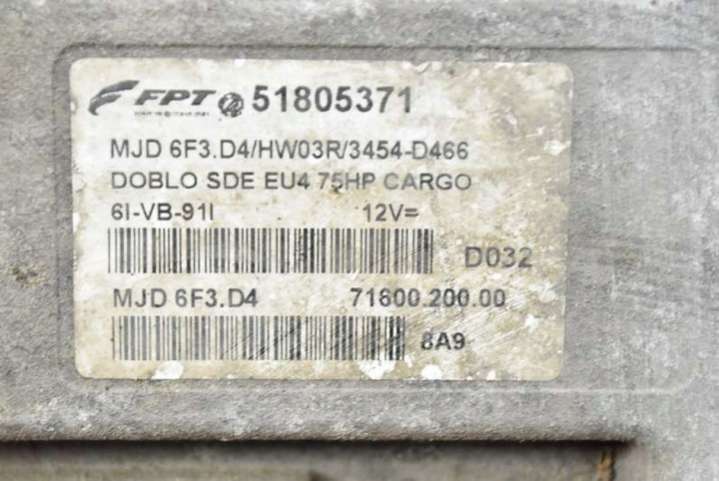 FPT 51805371
MJD 6F3.D4/HW03R/3454-D466
DOBLO SDE EU4 75HP CARGO
6I-VB-91I 12V=
D032
MJD 6F3.D4 71600.200.00
8A9